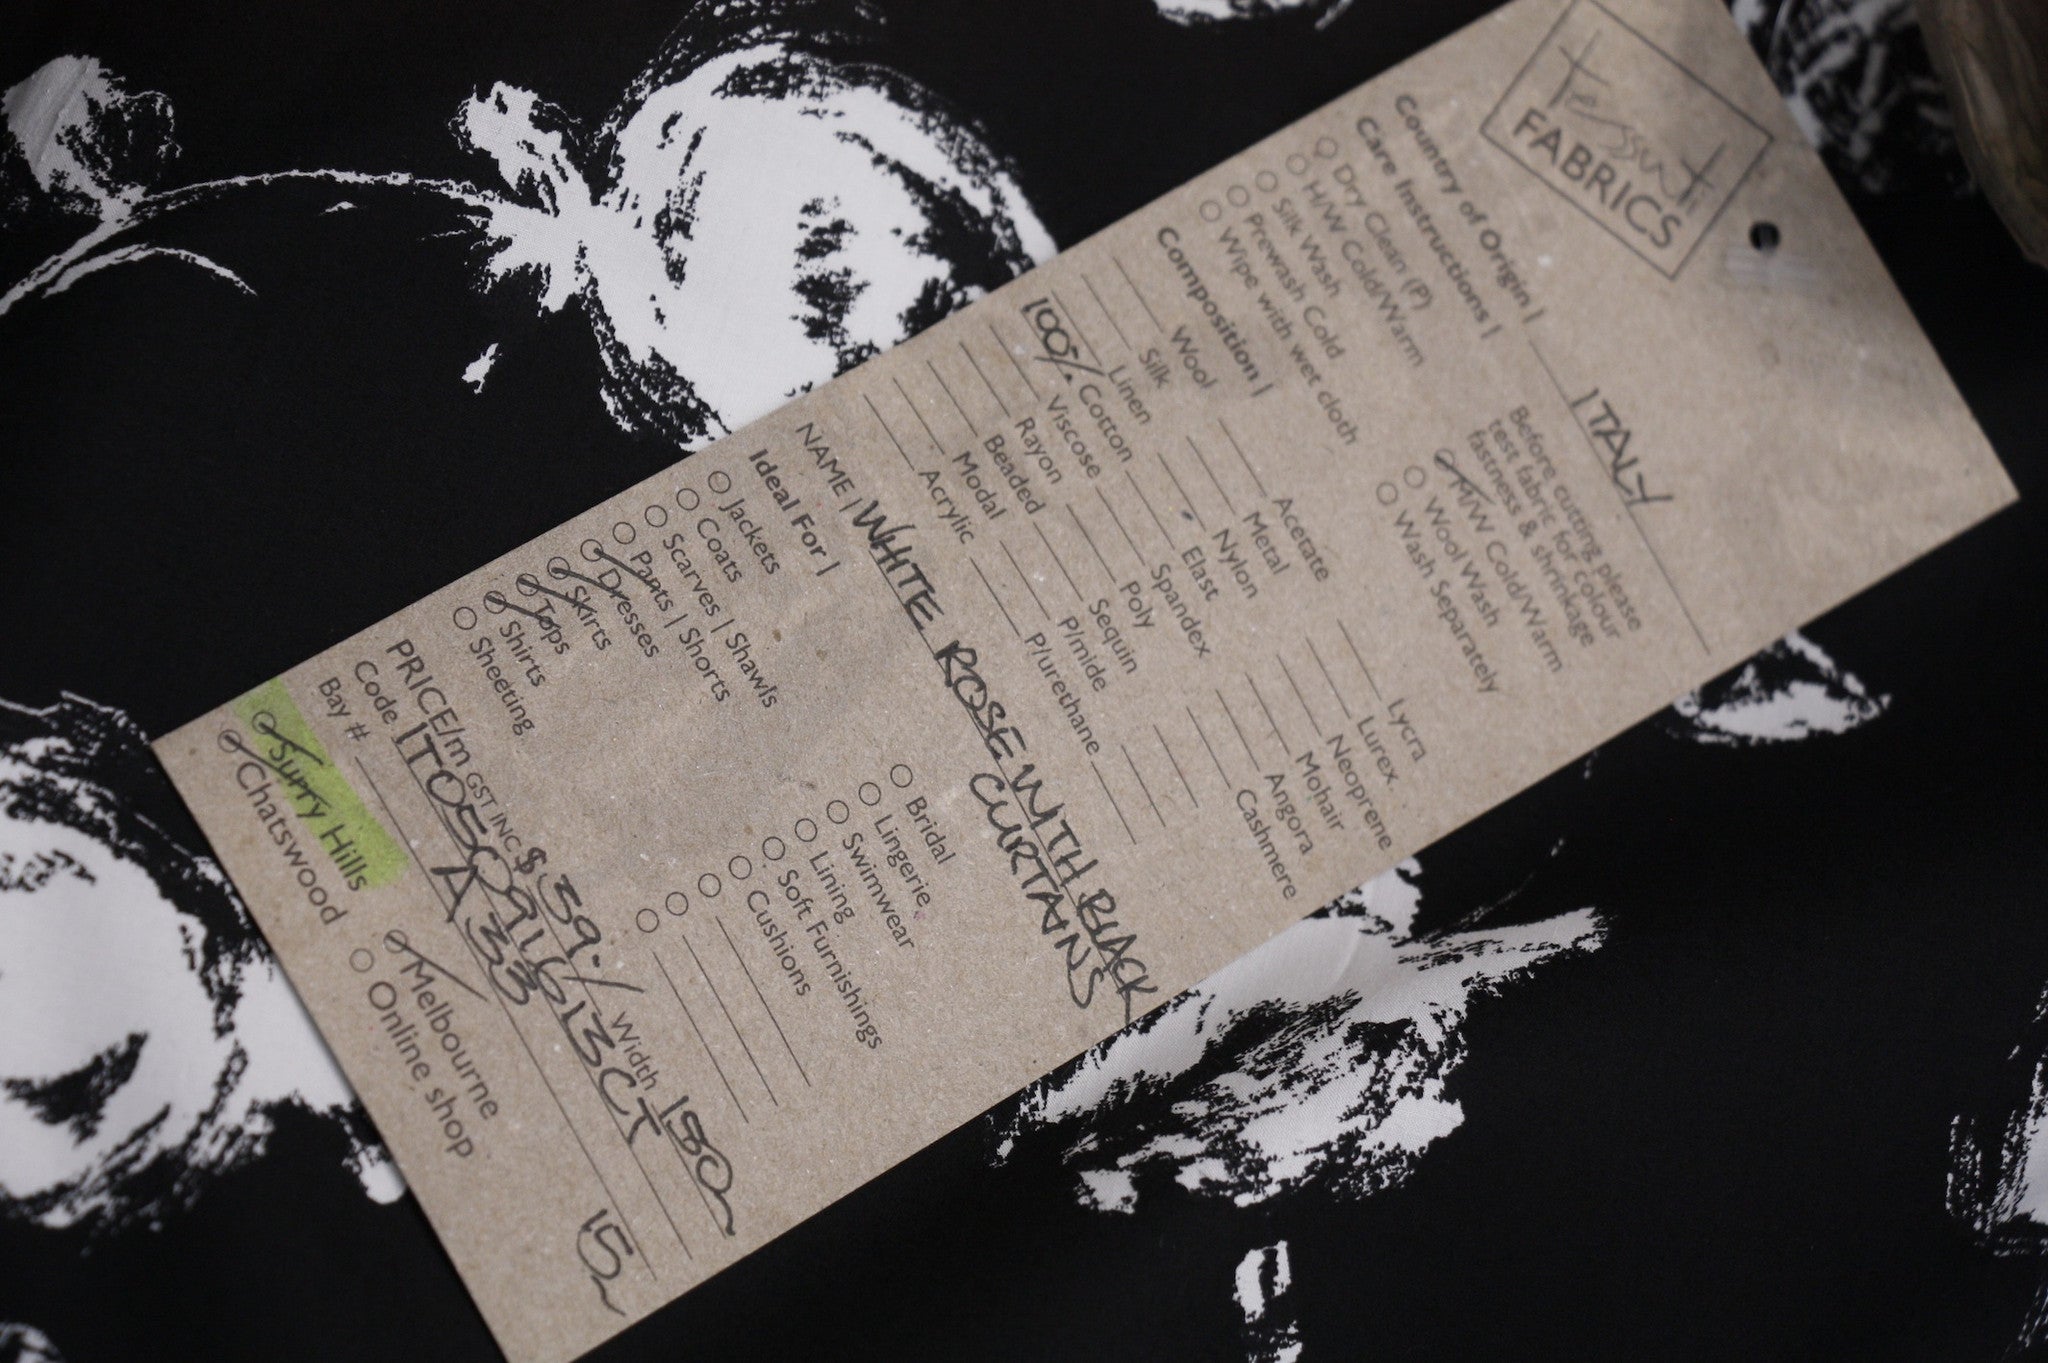 tessuti
FABRICS
Country of Origin | ITALY
Care Instructions |
Before cutting please
test fabric for colour
fastness & shrinkage
Dry Clean (P)
H/W Cold/Warm
Silk Wash
Prewash Cold
Wipe with wet cloth
M/W Cold/Warm
Wool Wash
Wash Separately
Composition |
Wool Acetate Lycra
Silk Metal Lurex
Linen Nylon Neoprene
100% Cotton Elast Mohair
Viscose Spandex Angora
Rayon Poly Cashmere
Beaded Sequin
Modal P/mide
Acrylic P/urethane
NAME | WHITE ROSE WITH BLACK
CURTAINS
Ideal For |
Jackets Bridal
Coats Lingerie
Scarves | Shawls Swimwear
Pants | Shorts Lining
Dresses Soft Furnishings
Skirts Cushions
Tops
Shirts
Sheeting
PRICE/m GST INC $39.- Width 150
Code ITO50991613CT
Bay # A 33 15
Surry Hills Melbourne
Chatswood Online shop